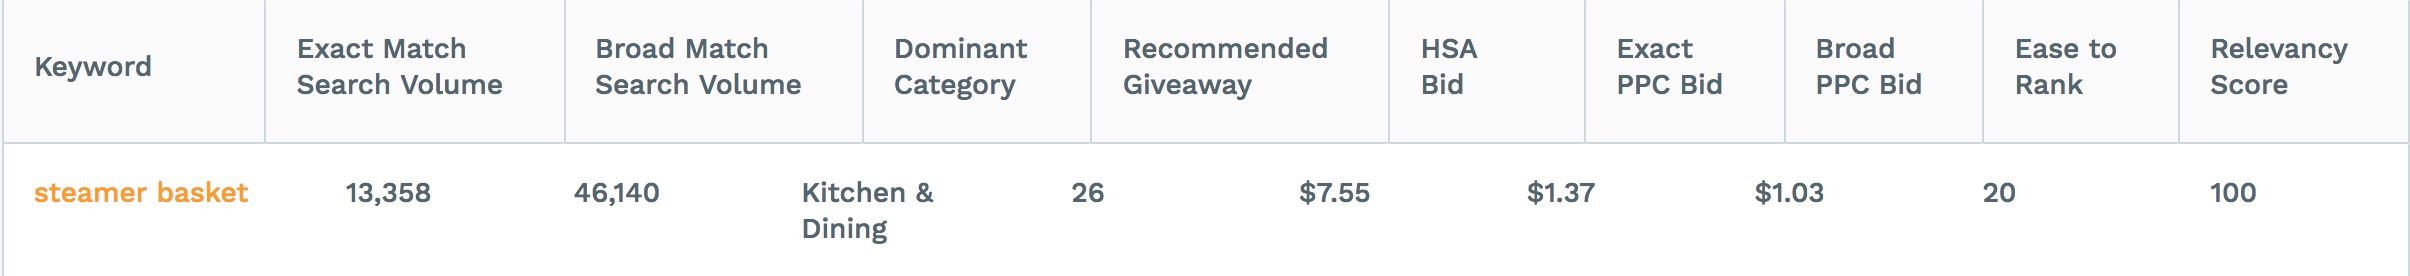 Keyword
Exact Match
Search Volume
Broad Match
Search Volume
Dominant
Category
Recommended
Giveaway
HSA
Bid
Exact
PPC Bid
Broad
PPC Bid
Ease to
Rank
Relevancy
Score
steamer basket
13,358
46,140
Kitchen &
Dining
26
$7.55
$1.37
$1.03
20
100